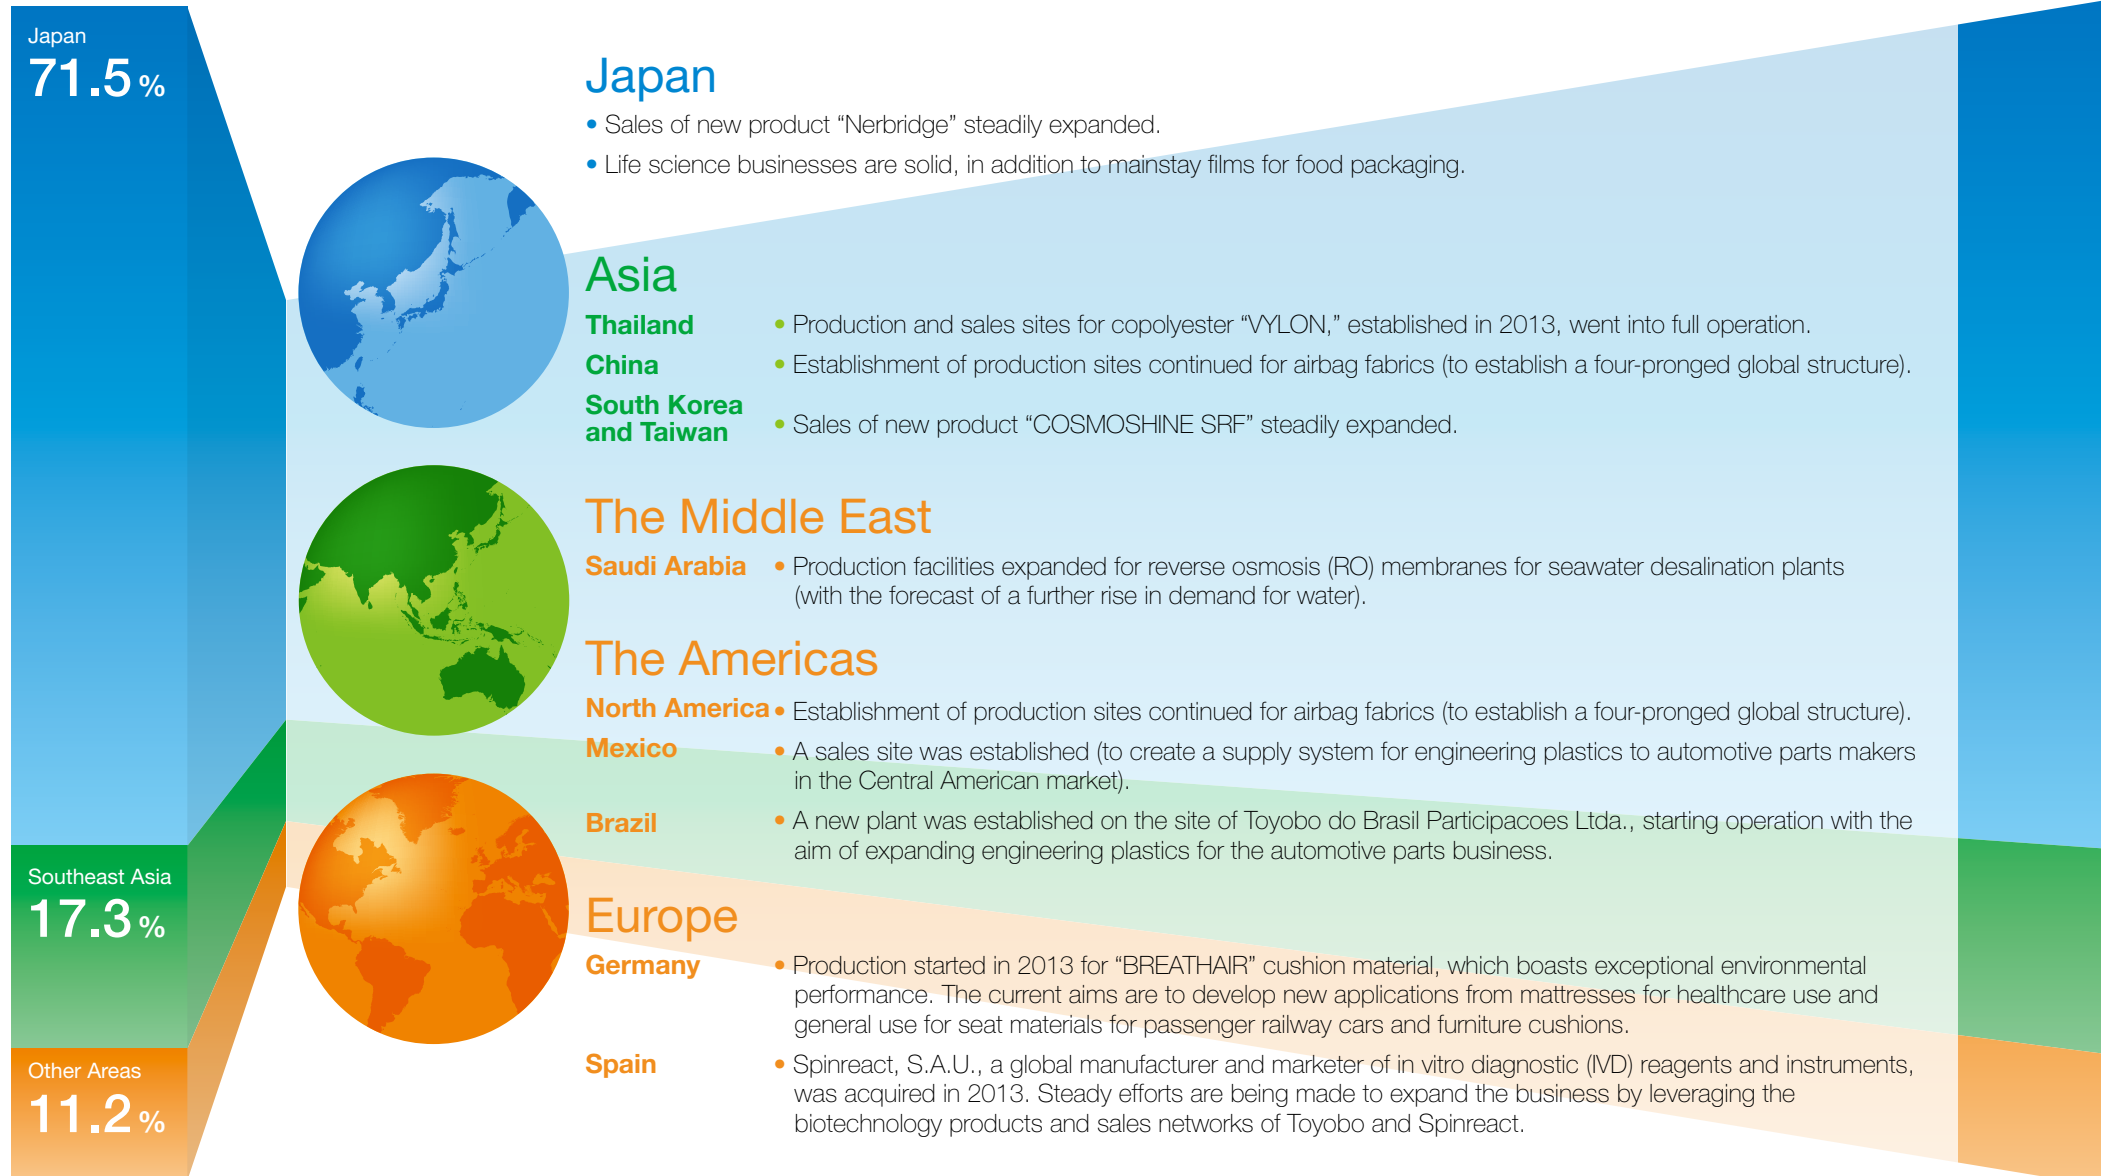 Japan
71.5 %
Southeast Asia
17.3 %
Other Areas
11.2 %
Japan
• Sales of new product “Nerbridge” steadily expanded.
• Life science businesses are solid, in addition to mainstay films for food packaging.
Asia
Thailand • Production and sales sites for copolyester “VYLON,” established in 2013, went into full operation.
China • Establishment of production sites continued for airbag fabrics (to establish a four-pronged global structure).
South Korea
and Taiwan • Sales of new product “COSMOSHINE SRF” steadily expanded.
The Middle East
Saudi Arabia • Production facilities expanded for reverse osmosis (RO) membranes for seawater desalination plants
(with the forecast of a further rise in demand for water).
The Americas
North America • Establishment of production sites continued for airbag fabrics (to establish a four-pronged global structure).
Mexico • A sales site was established (to create a supply system for engineering plastics to automotive parts makers
in the Central American market).
Brazil • A new plant was established on the site of Toyobo do Brasil Participacoes Ltda., starting operation with the
aim of expanding engineering plastics for the automotive parts business.
Europe
Germany • Production started in 2013 for “BREATHAIR” cushion material, which boasts exceptional environmental
performance. The current aims are to develop new applications from mattresses for healthcare use and
general use for seat materials for passenger railway cars and furniture cushions.
Spain • Spinreact, S.A.U., a global manufacturer and marketer of in vitro diagnostic (IVD) reagents and instruments,
was acquired in 2013. Steady efforts are being made to expand the business by leveraging the
biotechnology products and sales networks of Toyobo and Spinreact.